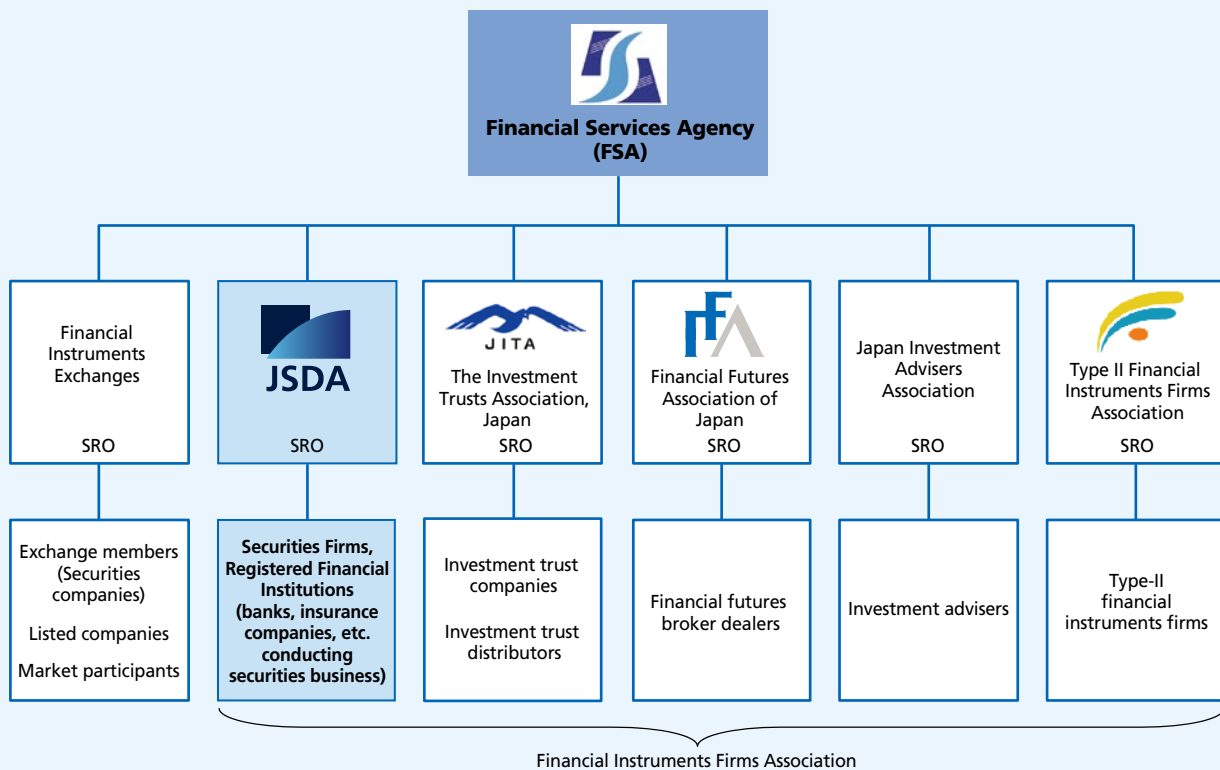 Financial Services Agency
(FSA)
Financial
Instruments
Exchanges
SRO
JSDA
SRO
JITA
The Investment
Trusts Association,
Japan
SRO
FFA
Financial Futures
Association of
Japan
SRO
Japan Investment
Advisers
Association
SRO
Type II Financial
Instruments Firms
Association
SRO
Exchange members
(Securities
companies)
Listed companies
Market participants
Securities Firms,
Registered Financial
Institutions
(banks, insurance
companies, etc.
conducting
securities business)
Investment trust
companies
Investment trust
distributors
Financial futures
broker dealers
Investment advisers
Type-II
financial
instruments firms
Financial Instruments Firms Association